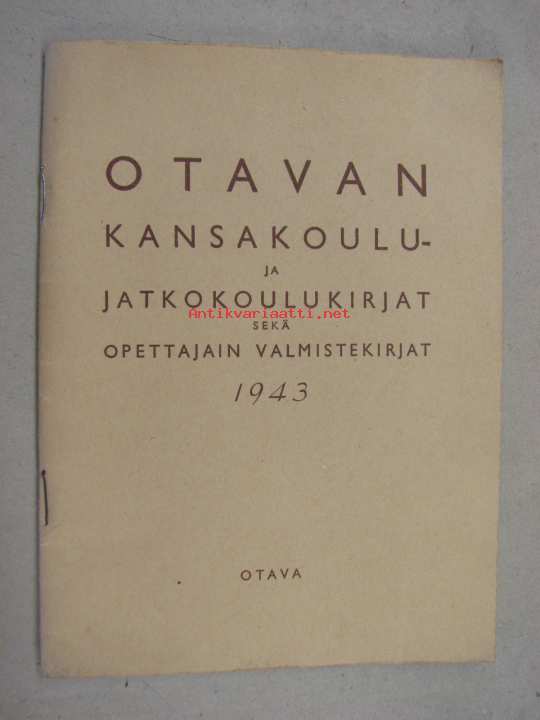 OTAVAN
KANSAKOULU-
JA
JATKOKOULUKIRJAT
Antikvariaatti.net
SEKÄ
OPETTAJAIN VALMISTEKIRJAT
1943
OTAVA